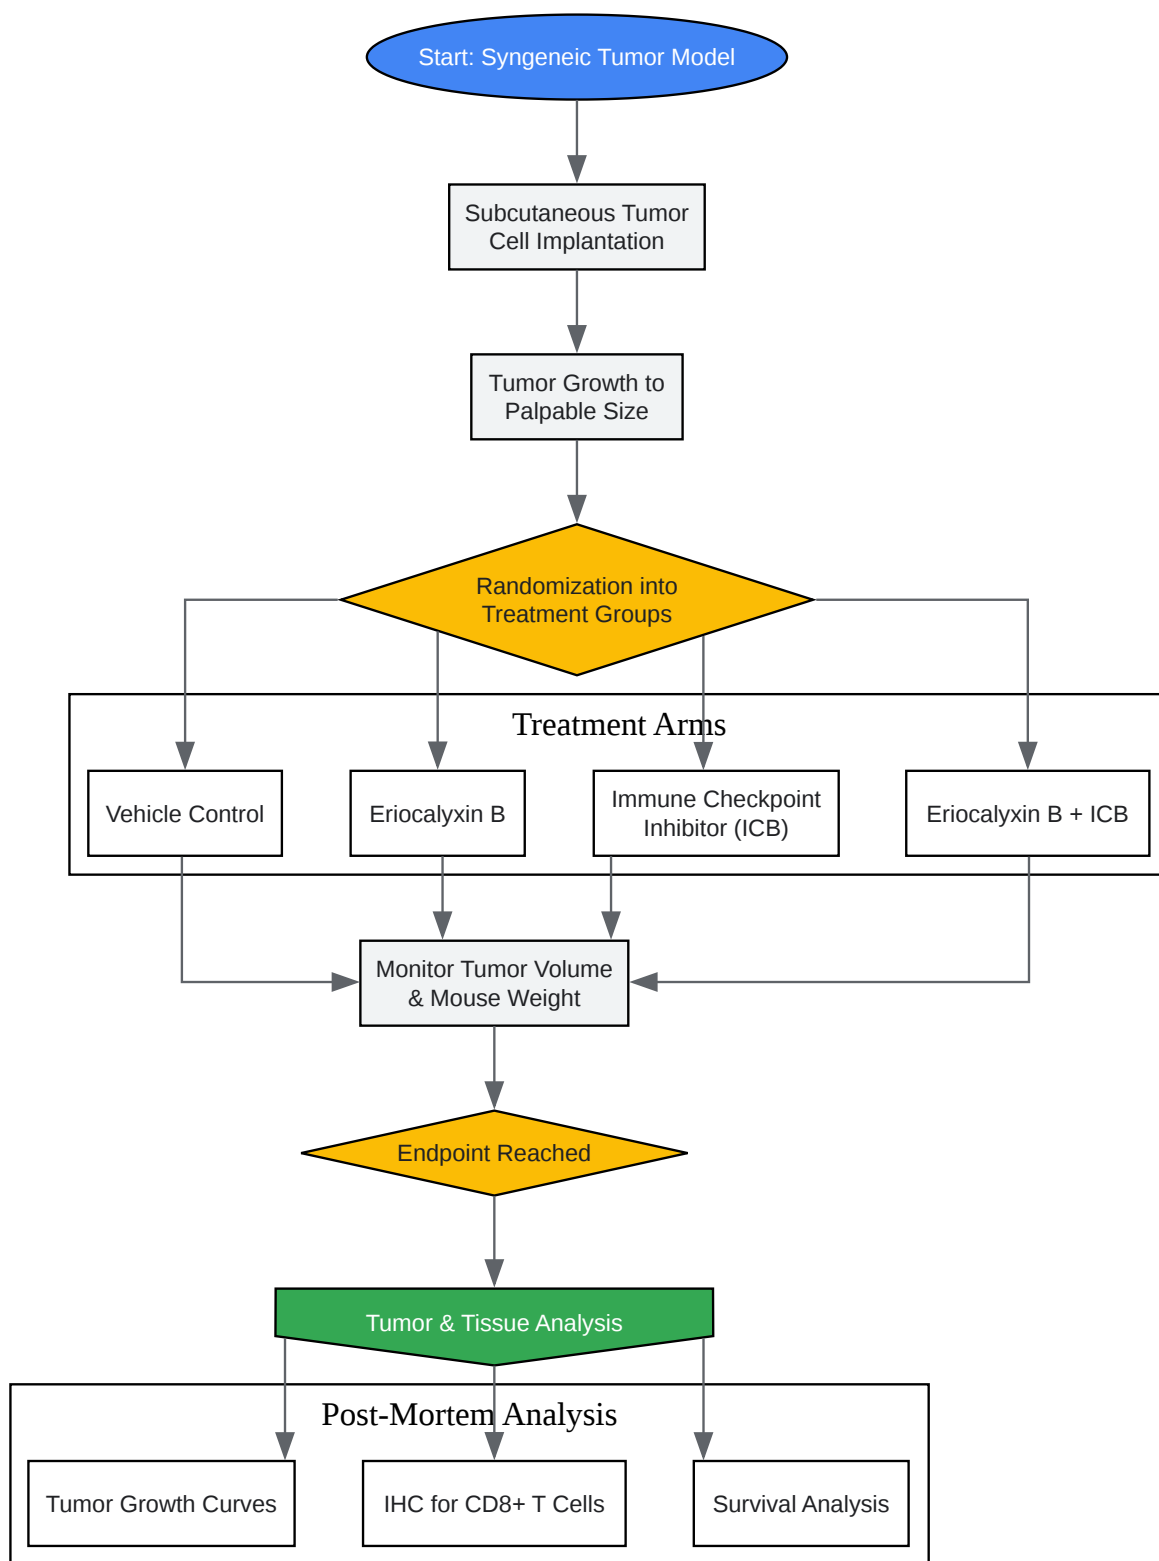 Start: Syngeneic Tumor Model
Subcutaneous Tumor
Cell Implantation
Tumor Growth to
Palpable Size
Randomization into
Treatment Groups
Treatment Arms
Vehicle Control
Eriocalyxin B
Immune Checkpoint
Inhibitor (ICB)
Eriocalyxin B + ICB
Monitor Tumor Volume
& Mouse Weight
Endpoint Reached
Tumor & Tissue Analysis
Post-Mortem Analysis
Tumor Growth Curves
IHC for CD8+ T Cells
Survival Analysis